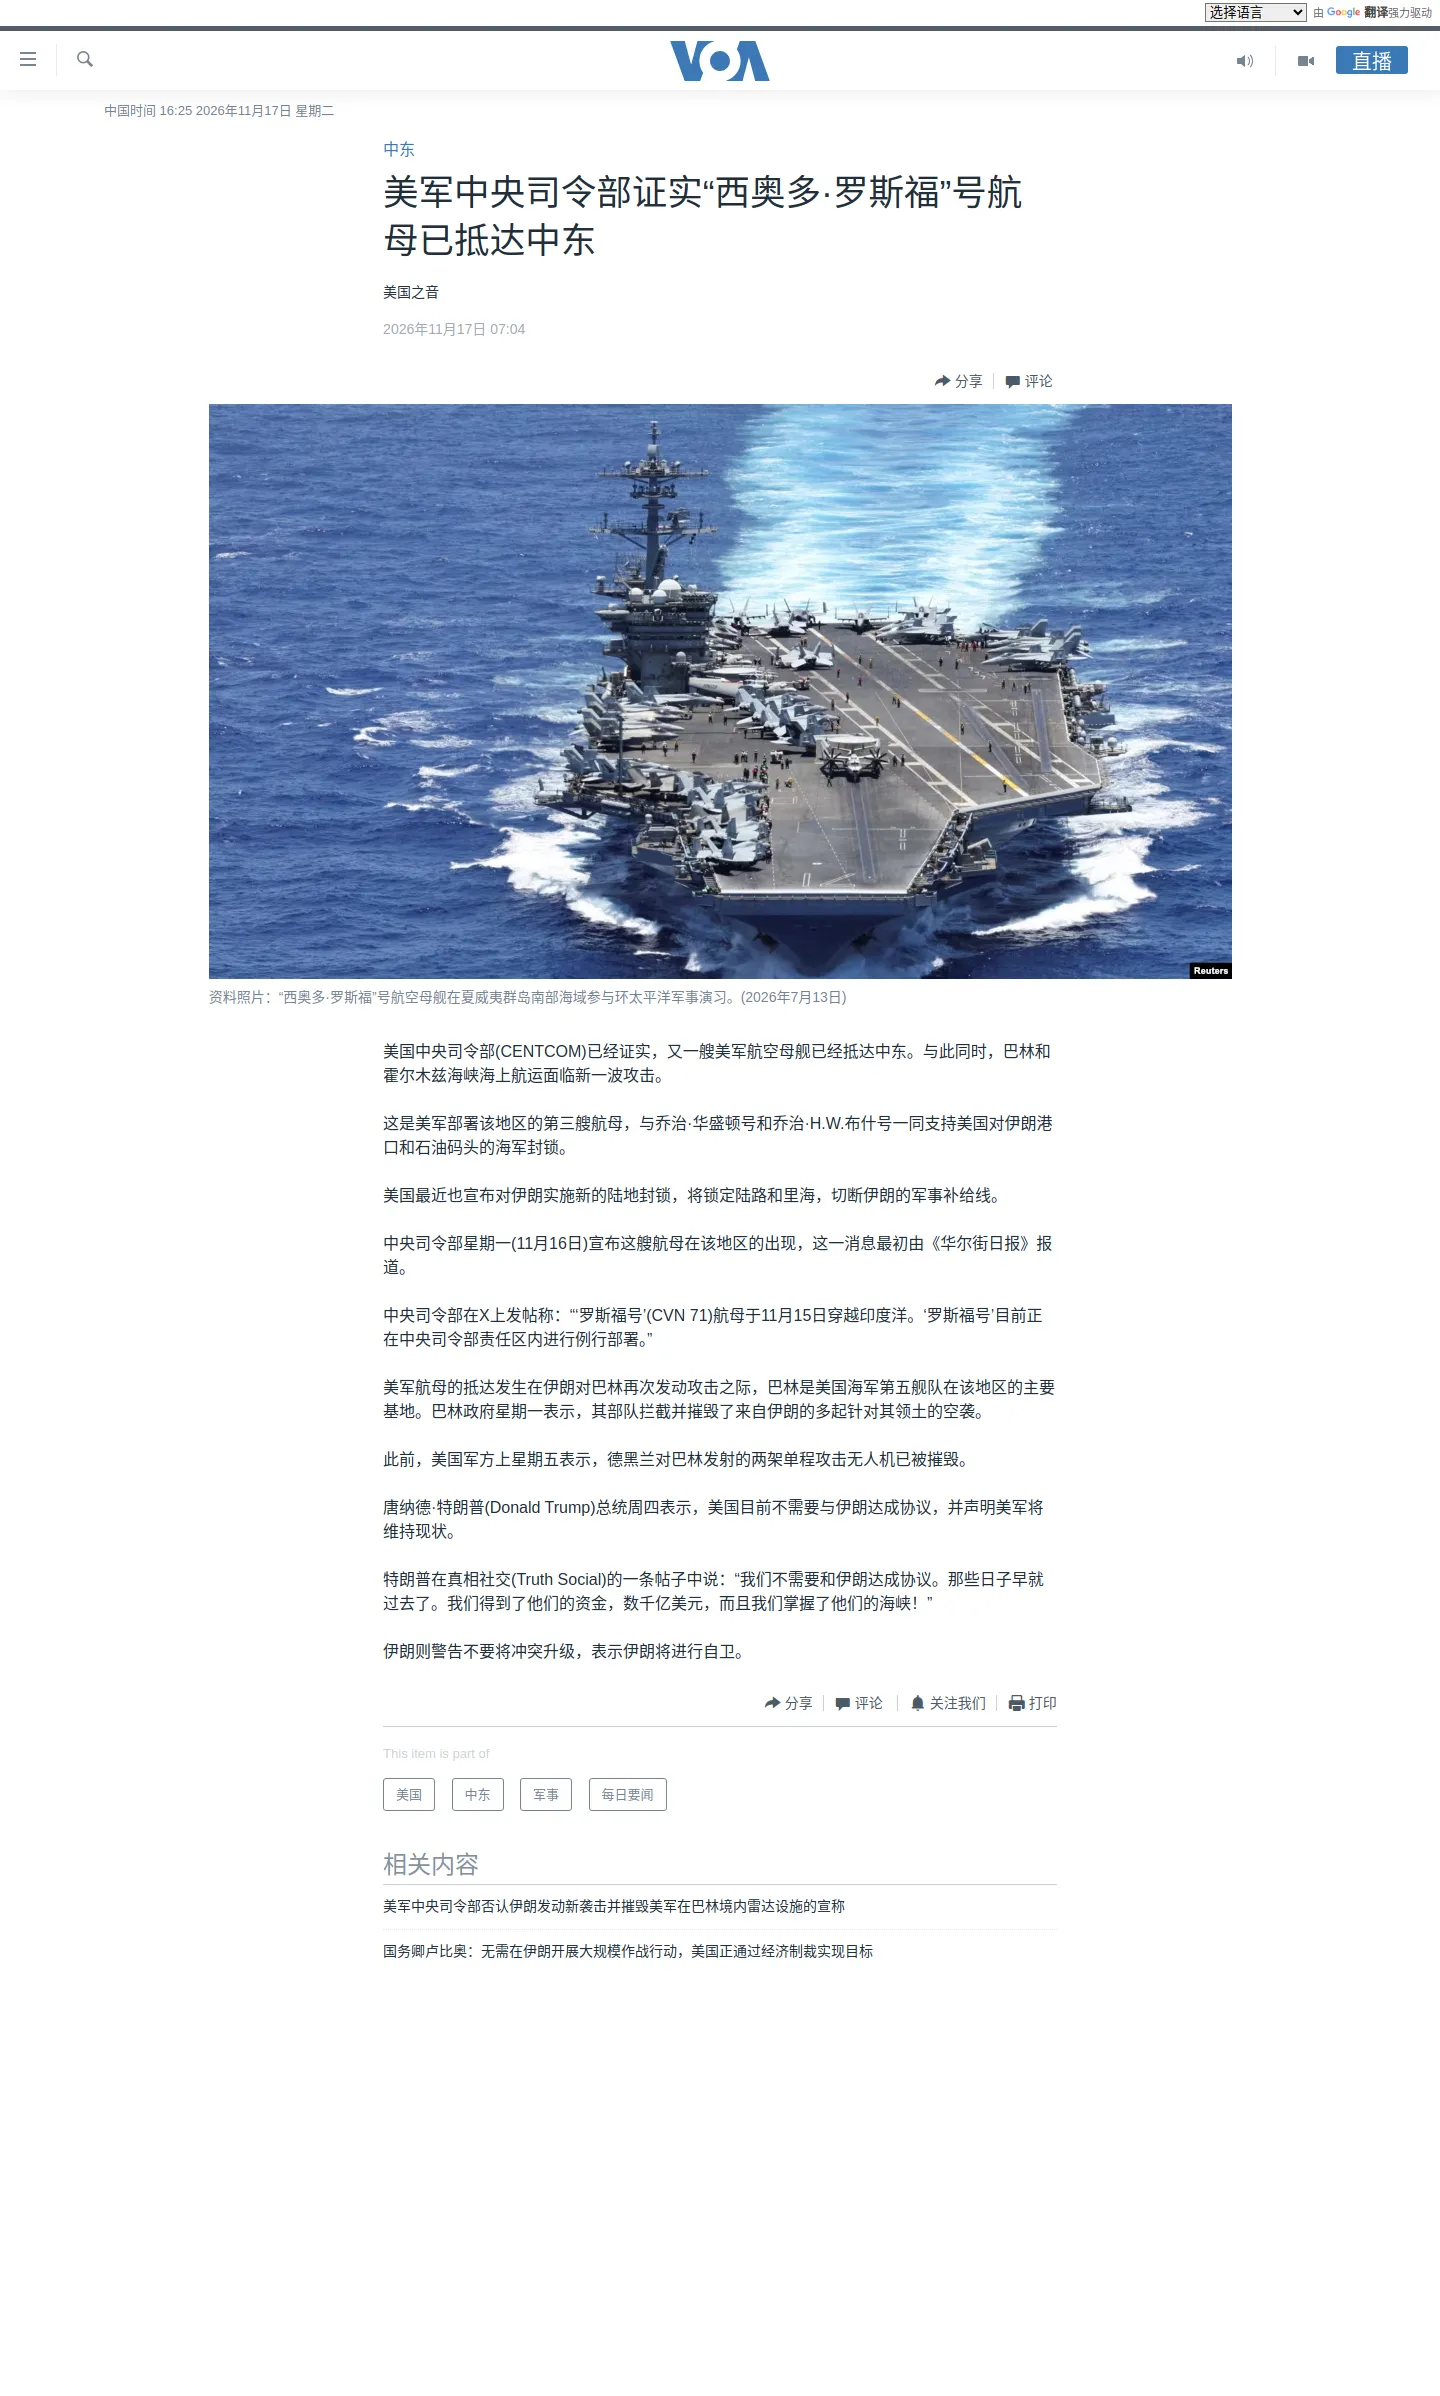 选择语言 由 Google 翻译强力驱动
VOA
直播
中国时间 16:25 2026年11月17日 星期二
中东
美军中央司令部证实“西奥多·罗斯福”号航
母已抵达中东
美国之音
2026年11月17日 07:04
分享 评论
Reuters
资料照片：“西奥多·罗斯福”号航空母舰在夏威夷群岛南部海域参与环太平洋军事演习。(2026年7月13日)
美国中央司令部(CENTCOM)已经证实，又一艘美军航空母舰已经抵达中东。与此同时，巴林和
霍尔木兹海峡海上航运面临新一波攻击。
这是美军部署该地区的第三艘航母，与乔治·华盛顿号和乔治·H.W.布什号一同支持美国对伊朗港
口和石油码头的海军封锁。
美国最近也宣布对伊朗实施新的陆地封锁，将锁定陆路和里海，切断伊朗的军事补给线。
中央司令部星期一(11月16日)宣布这艘航母在该地区的出现，这一消息最初由《华尔街日报》报
道。
中央司令部在X上发帖称：“‘罗斯福号’(CVN 71)航母于11月15日穿越印度洋。‘罗斯福号’目前正
在中央司令部责任区内进行例行部署。”
美军航母的抵达发生在伊朗对巴林再次发动攻击之际，巴林是美国海军第五舰队在该地区的主要
基地。巴林政府星期一表示，其部队拦截并摧毁了来自伊朗的多起针对其领土的空袭。
此前，美国军方上星期五表示，德黑兰对巴林发射的两架单程攻击无人机已被摧毁。
唐纳德·特朗普(Donald Trump)总统周四表示，美国目前不需要与伊朗达成协议，并声明美军将
维持现状。
特朗普在真相社交(Truth Social)的一条帖子中说：“我们不需要和伊朗达成协议。那些日子早就
过去了。我们得到了他们的资金，数千亿美元，而且我们掌握了他们的海峡！”
伊朗则警告不要将冲突升级，表示伊朗将进行自卫。
分享 评论 关注我们 打印
This item is part of
美国 中东 军事 每日要闻
相关内容
美军中央司令部否认伊朗发动新袭击并摧毁美军在巴林境内雷达设施的宣称
国务卿卢比奥：无需在伊朗开展大规模作战行动，美国正通过经济制裁实现目标